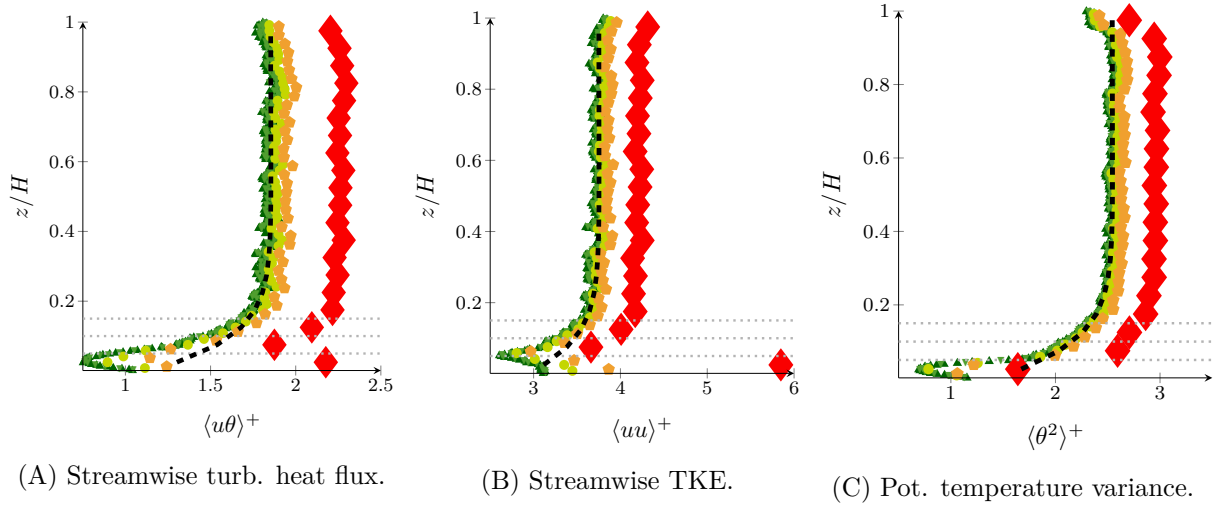 1
0.8
0.6
0.4
0.2
z/H
1
1.5
2
2.5
⟨uθ⟩⁺
(A) Streamwise turb. heat flux.
1
0.8
0.6
0.4
0.2
z/H
3
4
5
6
⟨uu⟩⁺
(B) Streamwise TKE.
1
0.8
0.6
0.4
0.2
z/H
1
2
3
⟨θ²⟩⁺
(C) Pot. temperature variance.